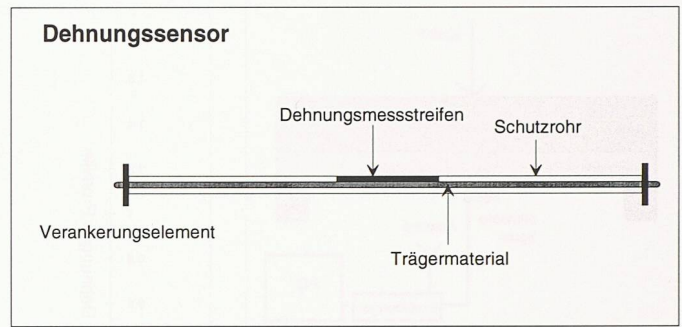 Dehnungssensor
Dehnungsmessstreifen
Schutzrohr
Verankerungselement
Trägermaterial